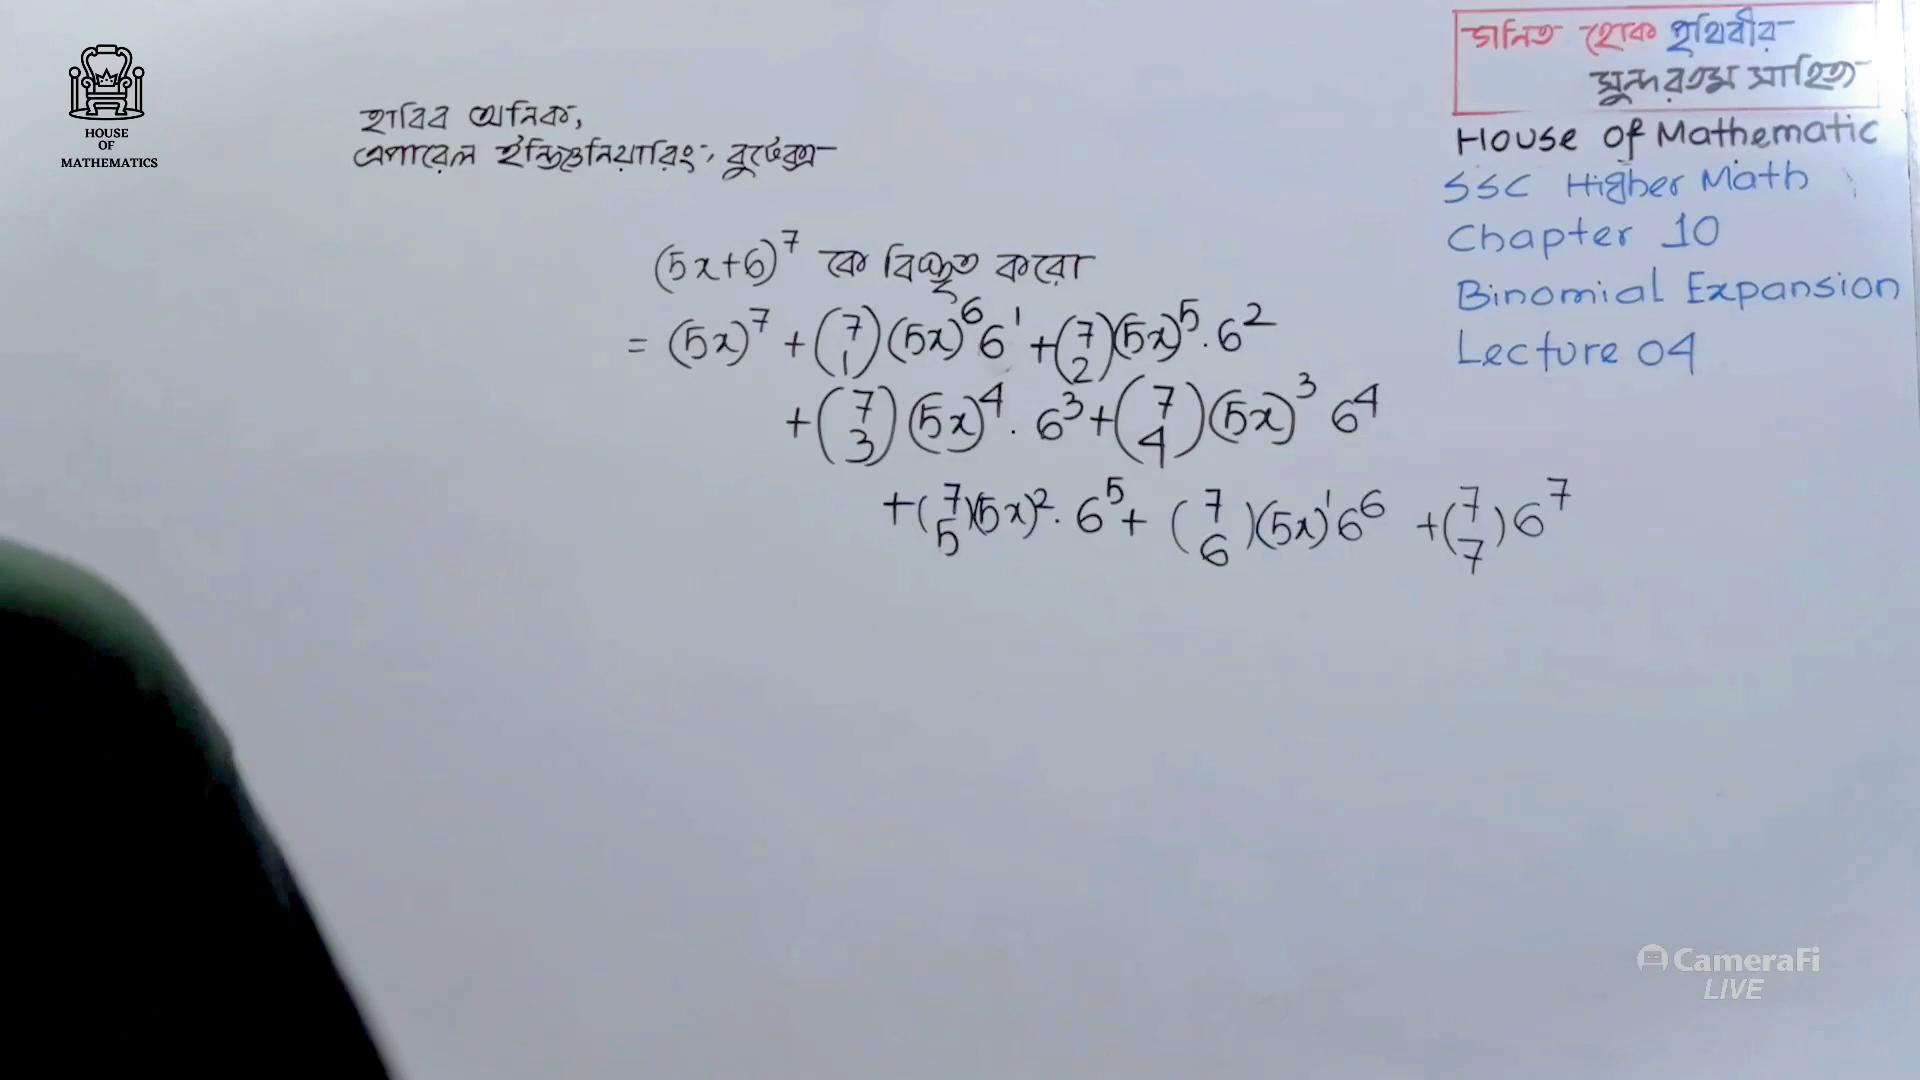 HOUSE
OF
MATHEMATICS
হাবিব অনিক,
এপারেল ইন্জিনিয়ারিং, বুটেক্স
গনিত হোক পৃথিবীর
সুন্দরতম সাহিত্য
House of Mathematic
SSC Higher Math
Chapter 10
Binomial Expansion
Lecture 04
(5x+6)^7 কে বিস্তৃত করো
= (5x)^7 + (7 1)(5x)^6 6^1 + (7 2)(5x)^5 . 6^2
+ (7 3)(5x)^4 . 6^3 + (7 4)(5x)^3 6^4
+ (7 5)(5x)^2 . 6^5 + (7 6)(5x)^1 6^6 + (7 7) 6^7
CameraFi
LIVE